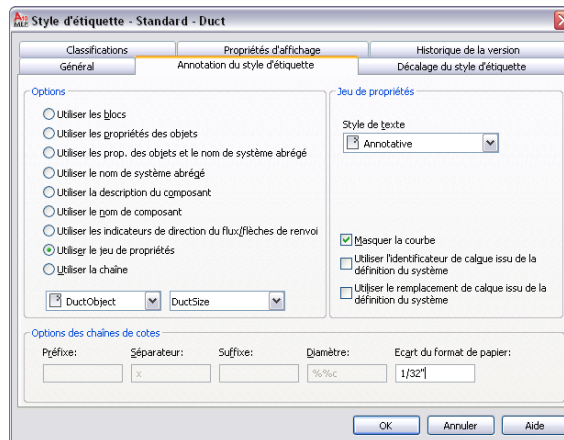 Style d'étiquette - Standard - Duct
Classifications
Propriétés d'affichage
Historique de la version
Général
Annotation du style d'étiquette
Décalage du style d'étiquette
Options
Utiliser les blocs
Utiliser les propriétés des objets
Utiliser les prop. des objets et le nom de système abrégé
Utiliser le nom de système abrégé
Utiliser la description du composant
Utiliser le nom de composant
Utiliser les indicateurs de direction du flux/flèches de renvoi
Utiliser le jeu de propriétés
Utiliser la chaîne
DuctObject
DuctSize
Jeu de propriétés
Style de texte
Annotative
Masquer la courbe
Utiliser l'identificateur de calque issu de la
définition du système
Utiliser le remplacement de calque issu de la
définition du système
Options des chaînes de cotes
Préfixe:
Séparateur:
Suffixe:
Diamètre:
Ecart du format de papier:
x
%%c
1/32"
OK
Annuler
Aide